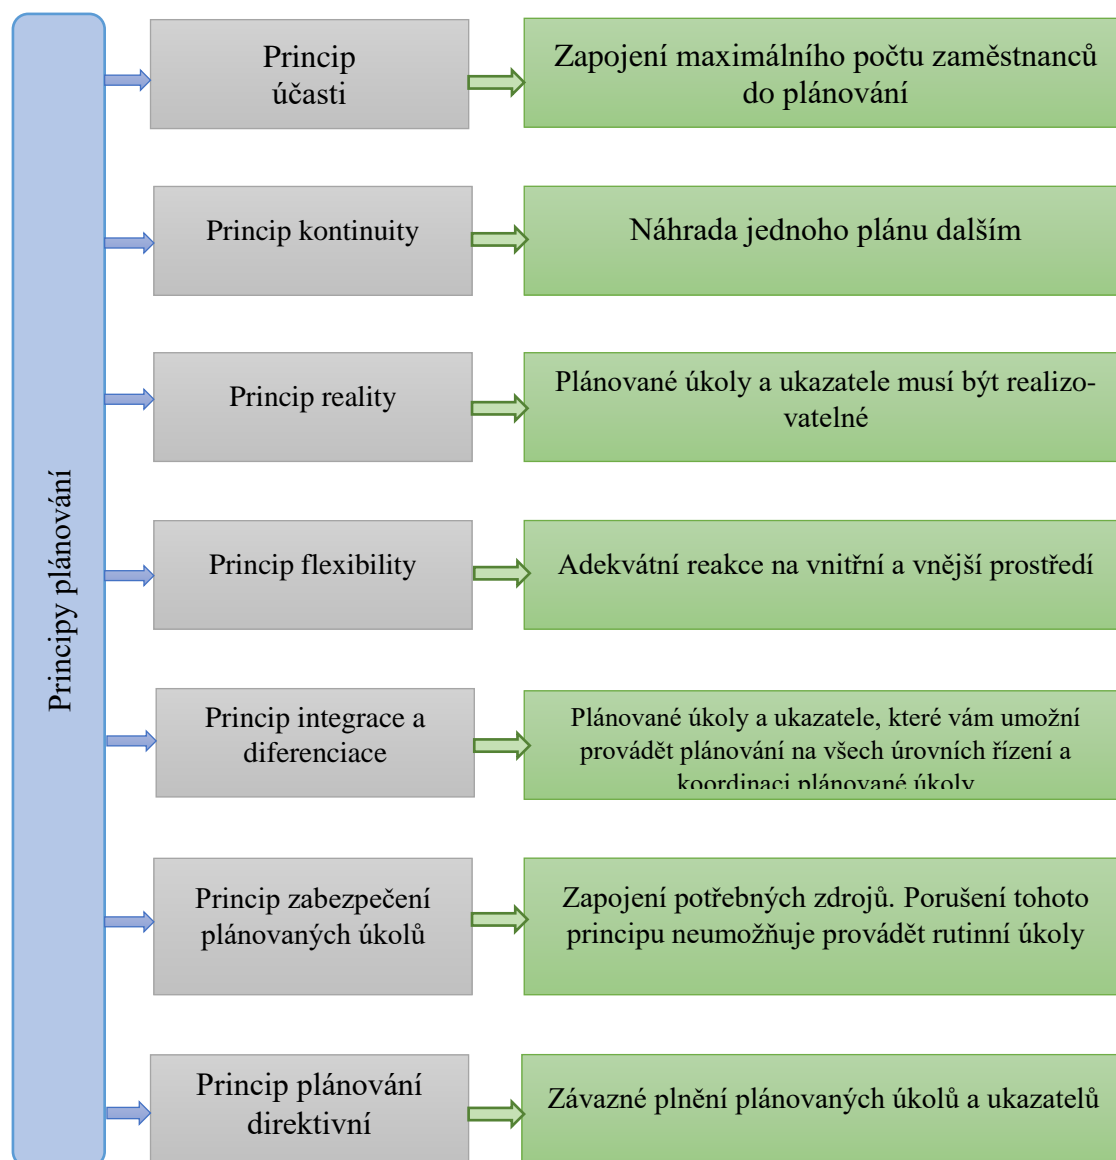 Principy plánování
Princip
účasti
Zapojení maximálního počtu zaměstnanců
do plánování
Princip kontinuity
Náhrada jednoho plánu dalším
Princip reality
Plánované úkoly a ukazatele musí být realizo-
vatelné
Princip flexibility
Adekvátní reakce na vnitřní a vnější prostředí
Princip integrace a
diferenciace
Plánované úkoly a ukazatele, které vám umožní
provádět plánování na všech úrovních řízení a
koordinaci plánované úkoly
Princip zabezpečení
plánovaných úkolů
Zapojení potřebných zdrojů. Porušení tohoto
principu neumožňuje provádět rutinní úkoly
Princip plánování
direktivní
Závazné plnění plánovaných úkolů a ukazatelů